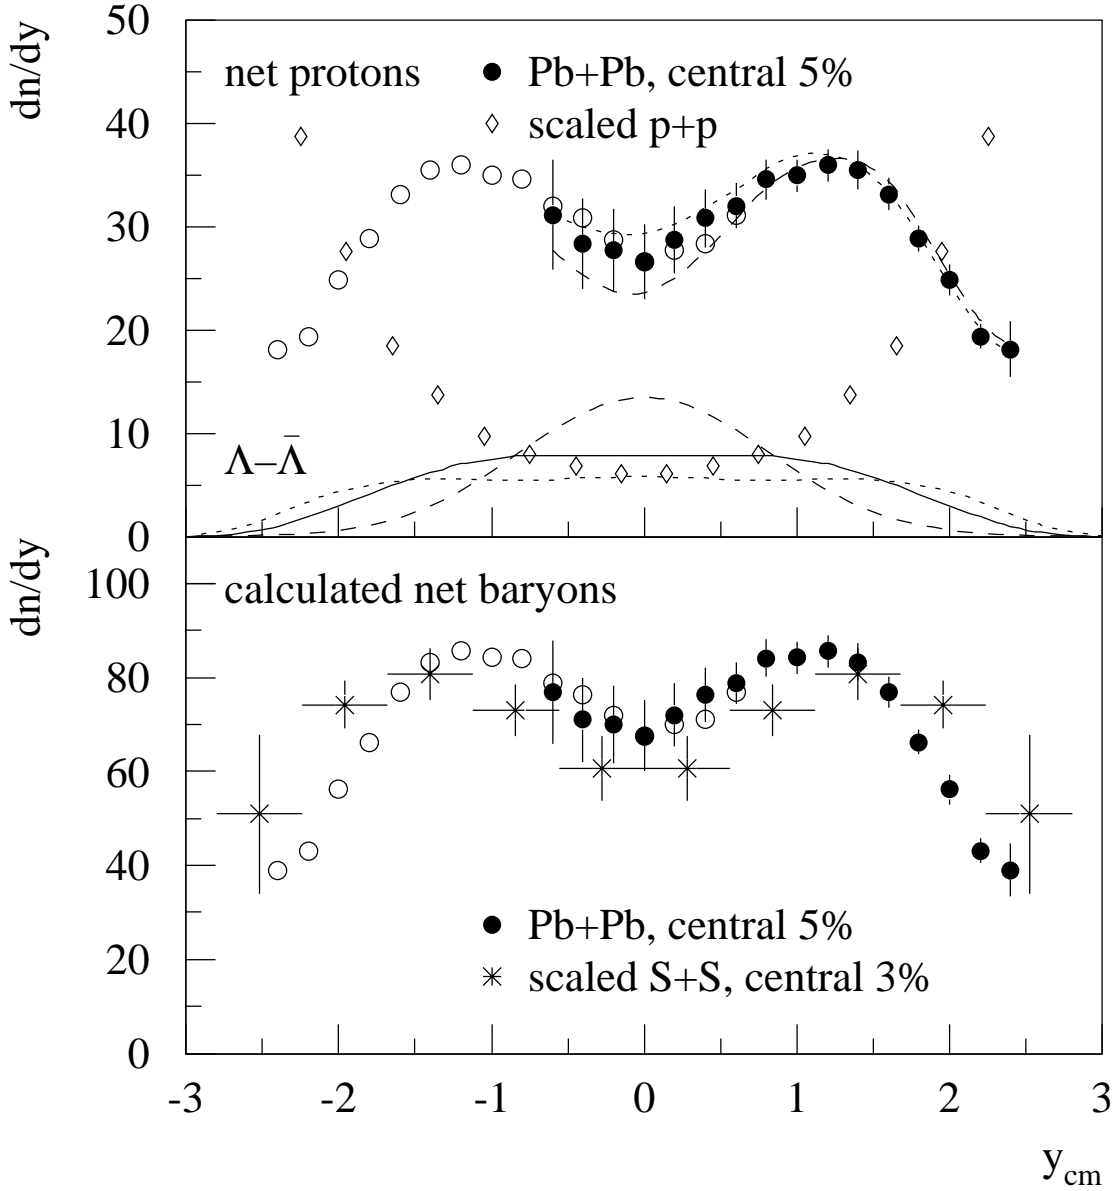 dn/dy
50
net protons
Pb+Pb, central 5%
scaled p+p
40
30
20
10
Λ–Λ̄
0
dn/dy
100
calculated net baryons
80
60
40
Pb+Pb, central 5%
20
scaled S+S, central 3%
0
-3 -2 -1 0 1 2 3
y_cm